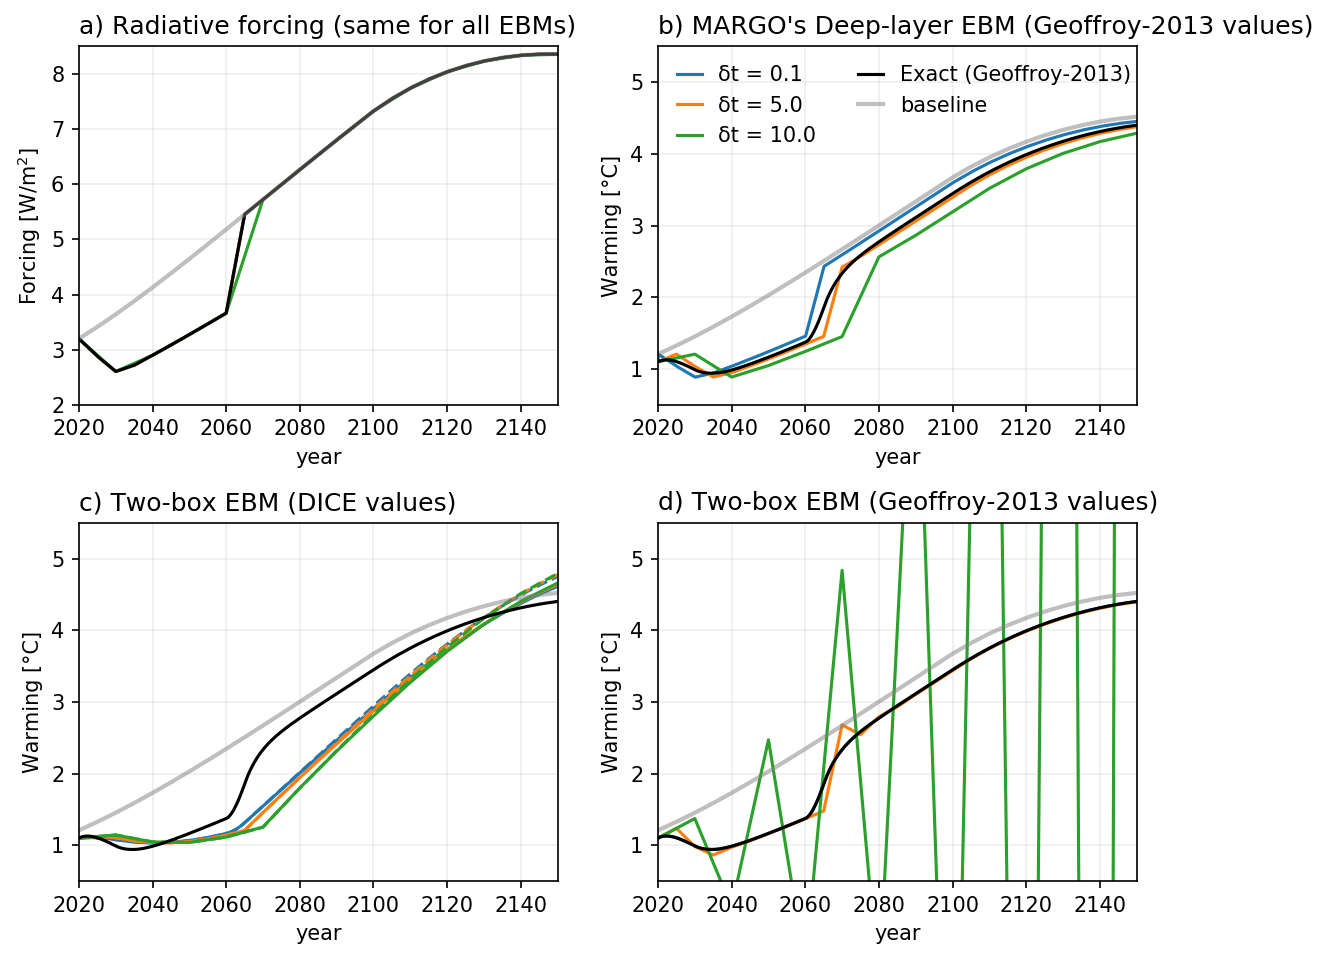 a) Radiative forcing (same for all EBMs)
Forcing [W/m²]
8
7
6
5
4
3
2
2020 2040 2060 2080 2100 2120 2140
year
b) MARGO's Deep-layer EBM (Geoffroy-2013 values)
δt = 0.1
δt = 5.0
δt = 10.0
Exact (Geoffroy-2013)
baseline
Warming [°C]
5
4
3
2
1
2020 2040 2060 2080 2100 2120 2140
year
c) Two-box EBM (DICE values)
Warming [°C]
5
4
3
2
1
2020 2040 2060 2080 2100 2120 2140
year
d) Two-box EBM (Geoffroy-2013 values)
Warming [°C]
5
4
3
2
1
2020 2040 2060 2080 2100 2120 2140
year